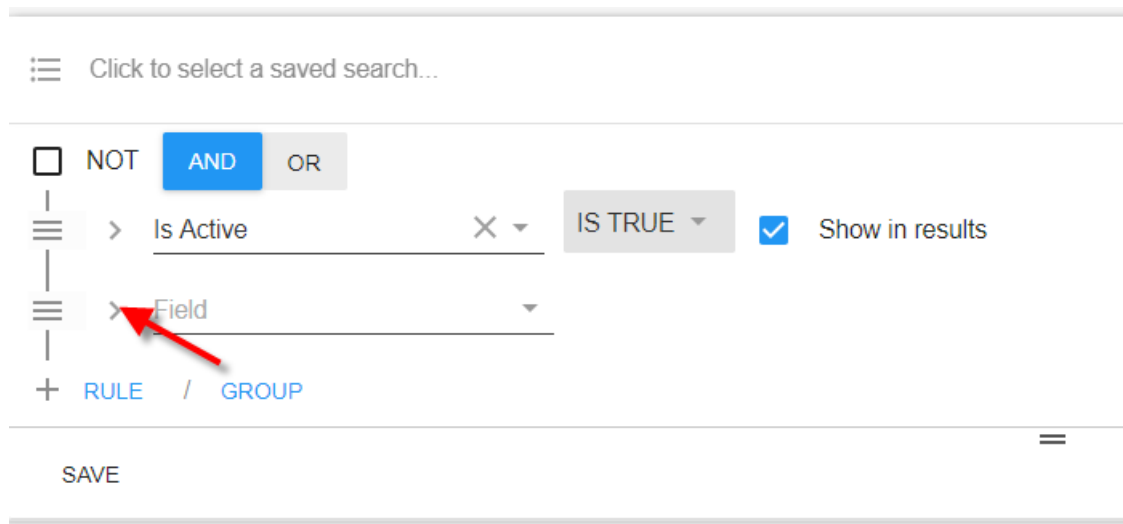 Click to select a saved search...
NOT AND OR
Is Active IS TRUE Show in results
Field
RULE / GROUP
SAVE